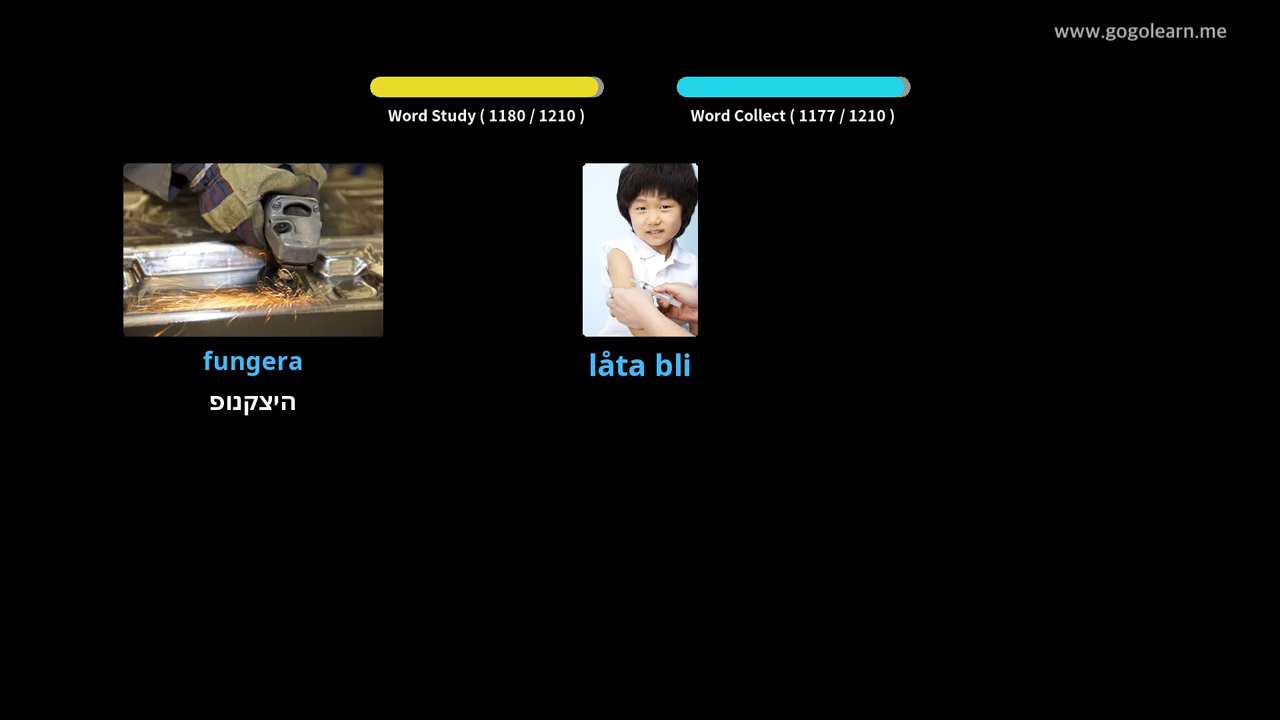 www.gogolearn.me
Word Study ( 1180 / 1210 )
Word Collect ( 1177 / 1210 )
fungera
היצקנופ
låta bli